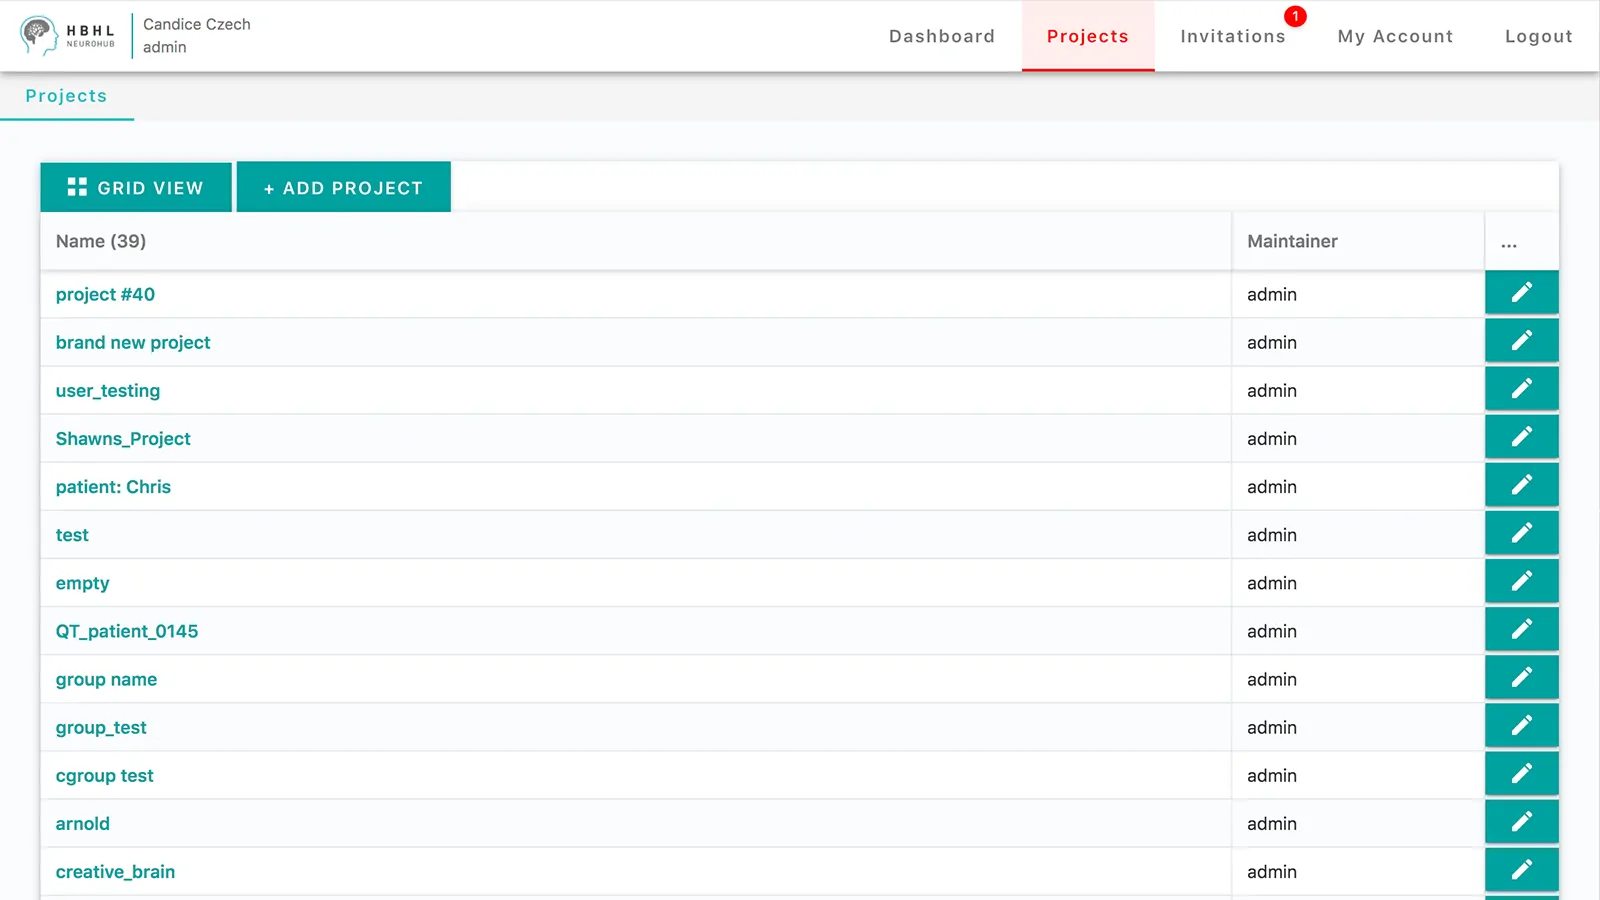 HBHL
NEUROHUB
Candice Czech
admin
Dashboard
Projects
Invitations
1
My Account
Logout
Projects
GRID VIEW
+ ADD PROJECT
Name (39)
Maintainer
...
project #40
admin
brand new project
admin
user_testing
admin
Shawns_Project
admin
patient: Chris
admin
test
admin
empty
admin
QT_patient_0145
admin
group name
admin
group_test
admin
cgroup test
admin
arnold
admin
creative_brain
admin